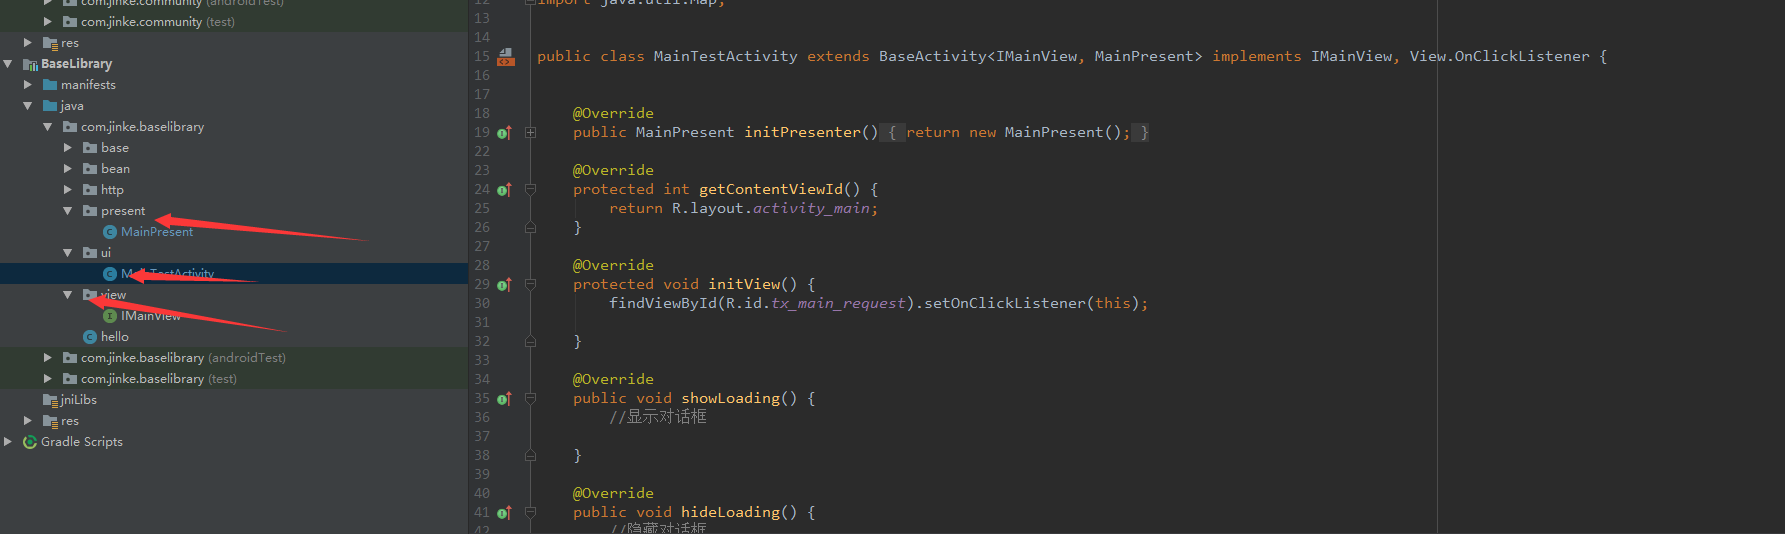 com.jinke.community (androidTest)
com.jinke.community (test)
res
BaseLibrary
manifests
java
com.jinke.baselibrary
base
bean
http
present
MainPresent
ui
MainTestActivity
view
IMainView
hello
com.jinke.baselibrary (androidTest)
com.jinke.baselibrary (test)
jniLibs
res
Gradle Scripts
12 import java.util.Map;
13
14
15 public class MainTestActivity extends BaseActivity<IMainView, MainPresent> implements IMainView, View.OnClickListener {
16
17
18 @Override
19 public MainPresent initPresenter() { return new MainPresent(); }
22
23 @Override
24 protected int getContentViewId() {
25 return R.layout.activity_main;
26 }
27
28 @Override
29 protected void initView() {
30 findViewById(R.id.tx_main_request).setOnClickListener(this);
31
32 }
33
34 @Override
35 public void showLoading() {
36 //显示对话框
37
38 }
39
40 @Override
41 public void hideLoading() {
42 //隐藏对话框